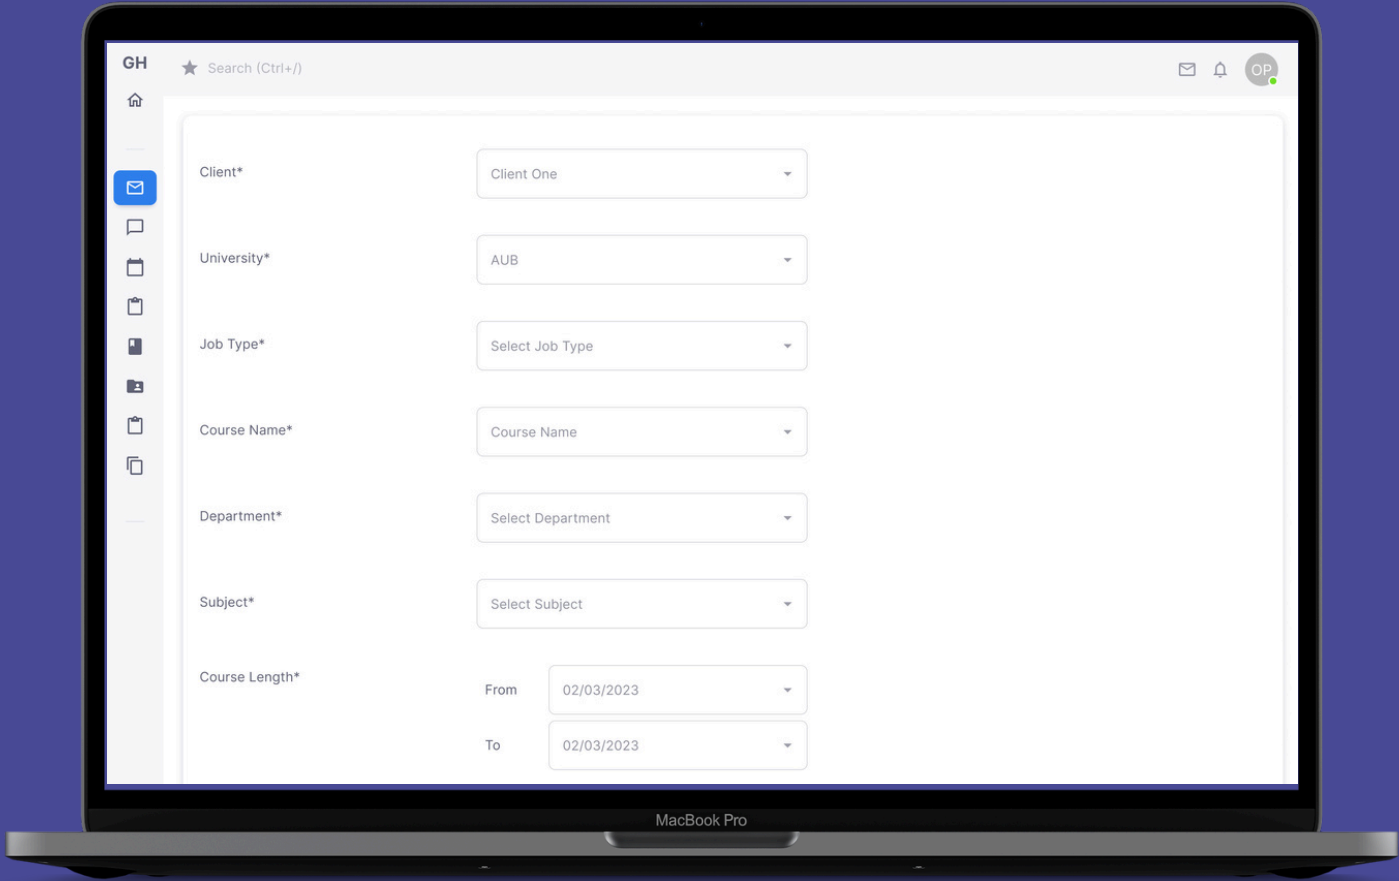 GH
Search (Ctrl+/)
OP
Client*
Client One
University*
AUB
Job Type*
Select Job Type
Course Name*
Course Name
Department*
Select Department
Subject*
Select Subject
Course Length*
From
02/03/2023
To
02/03/2023
MacBook Pro